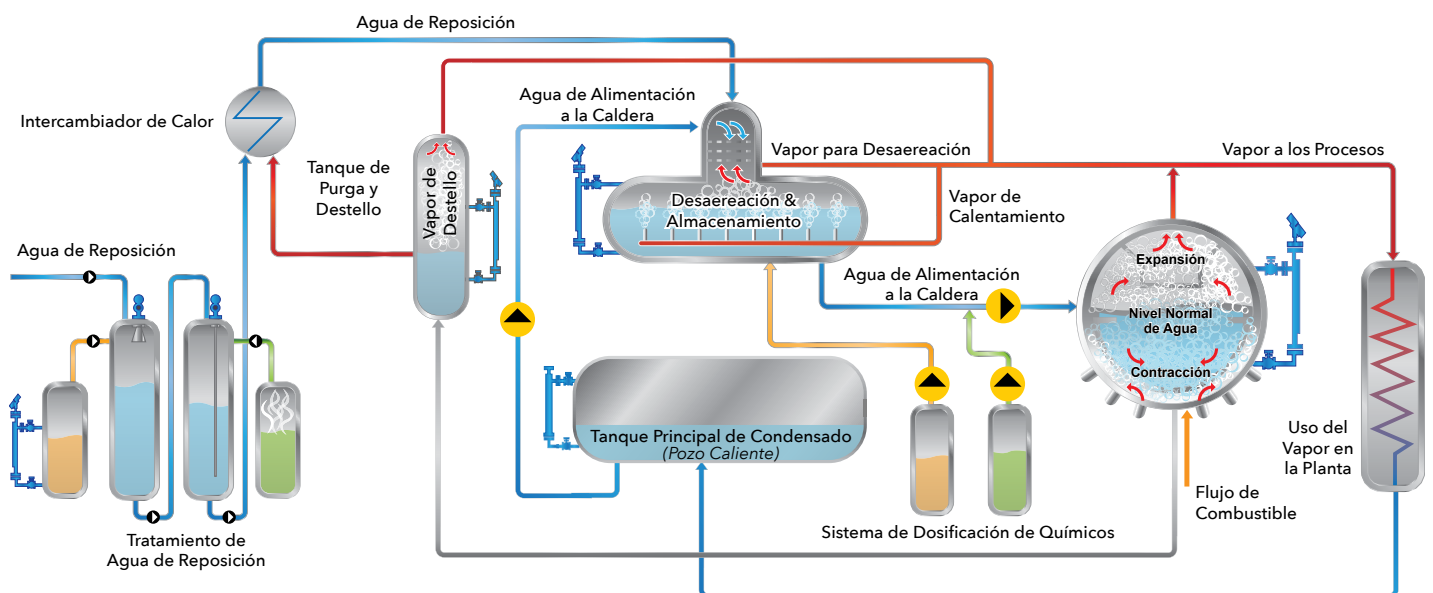 Agua de Reposición
Intercambiador de Calor
Agua de Alimentación
a la Caldera
Tanque de
Purga y
Destello
Vapor de
Destello
Vapor para Desaereación
Vapor a los Procesos
Desaereación &
Almacenamiento
Vapor de
Calentamiento
Agua de Reposición
Agua de Alimentación
a la Caldera
Expansión
Nivel Normal
de Agua
Contracción
Tanque Principal de Condensado
(Pozo Caliente)
Uso del
Vapor en
la Planta
Flujo de
Combustible
Sistema de Dosificación de Químicos
Tratamiento de
Agua de Reposición